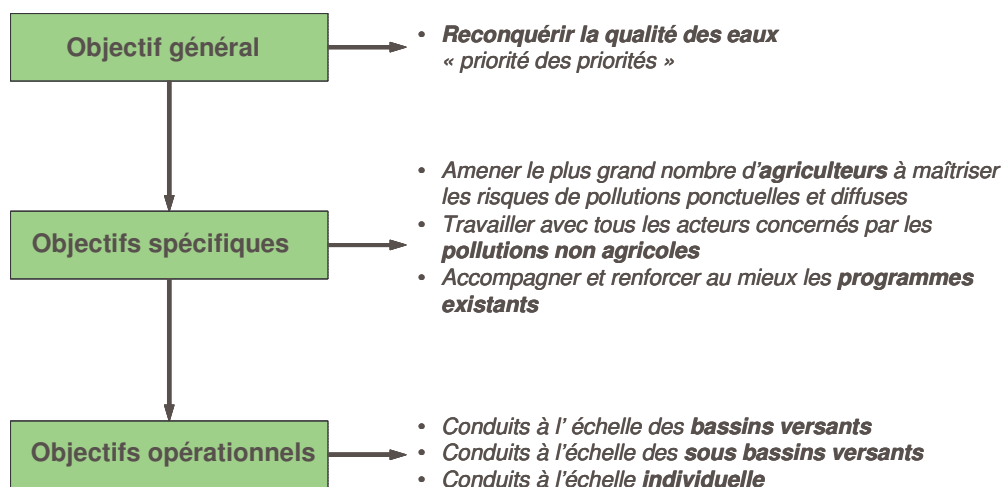 Objectif général
• Reconquérir la qualité des eaux
« priorité des priorités »
Objectifs spécifiques
• Amener le plus grand nombre d'agriculteurs à maîtriser
les risques de pollutions ponctuelles et diffuses
• Travailler avec tous les acteurs concernés par les
pollutions non agricoles
• Accompagner et renforcer au mieux les programmes
existants
Objectifs opérationnels
• Conduits à l' échelle des bassins versants
• Conduits à l'échelle des sous bassins versants
• Conduits à l'échelle individuelle